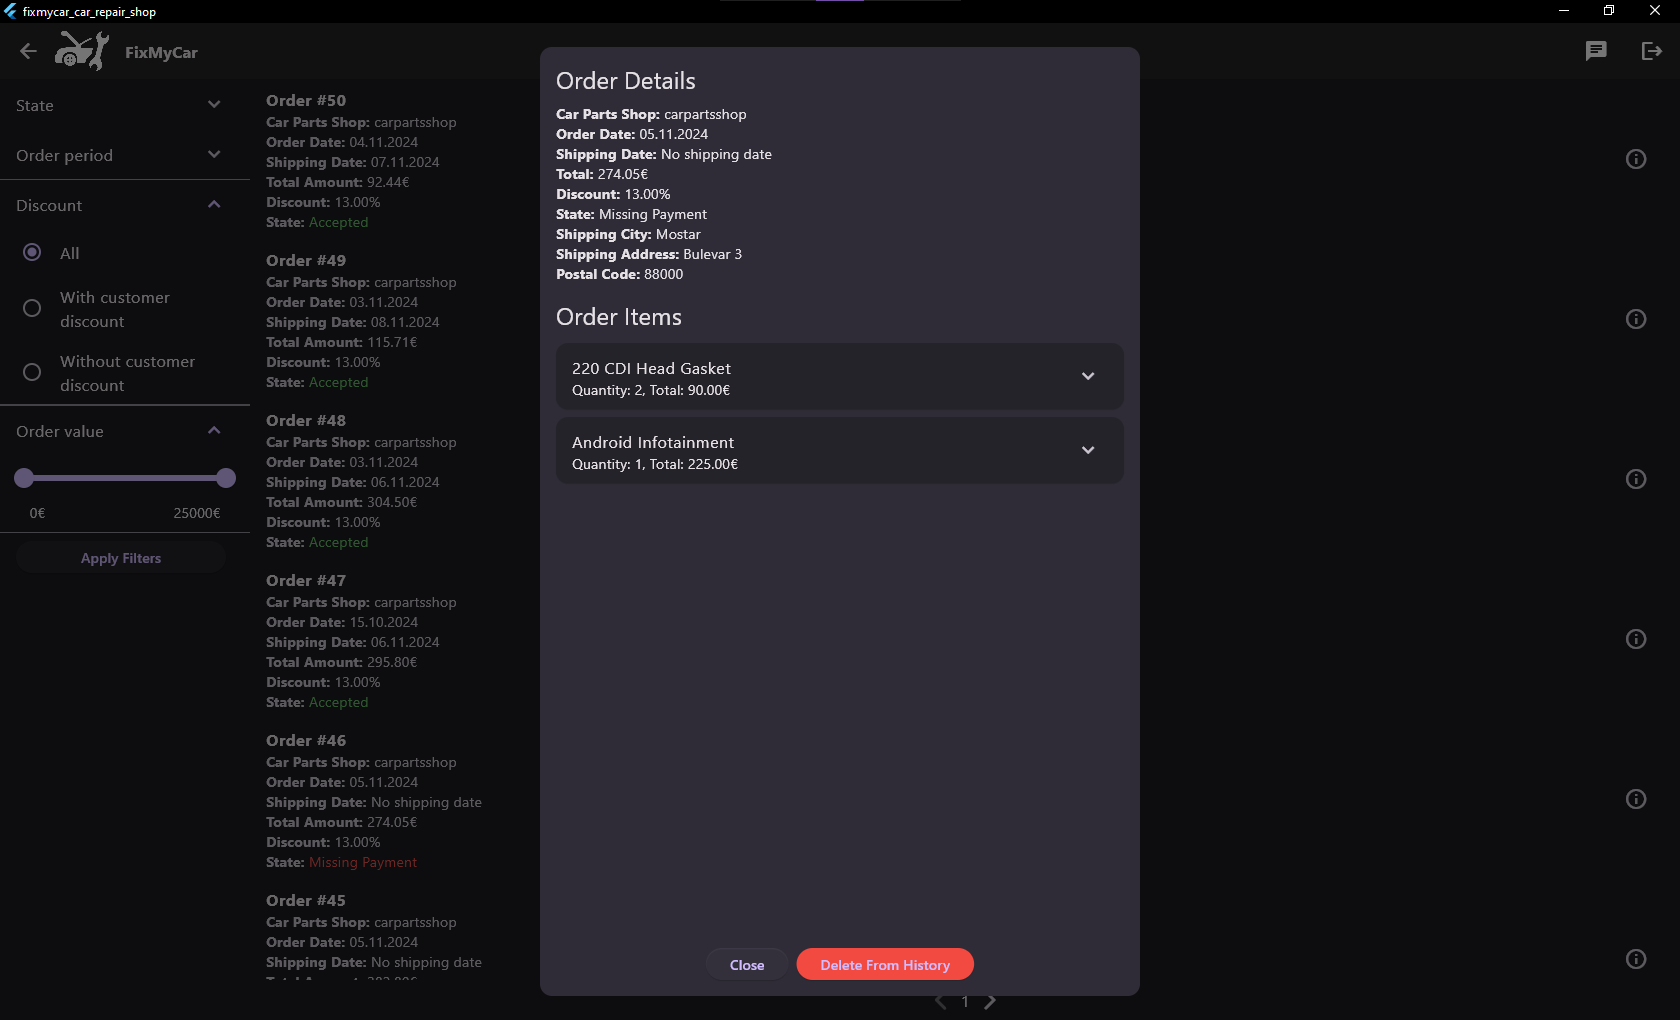 fixmycar_car_repair_shop
FixMyCar
State
Order period
Discount
All
With customer
discount
Without customer
discount
Order value
0€
25000€
Apply Filters
Order #50
Car Parts Shop: carpartsshop
Order Date: 04.11.2024
Shipping Date: 07.11.2024
Total Amount: 92.44€
Discount: 13.00%
State: Accepted
Order #49
Car Parts Shop: carpartsshop
Order Date: 03.11.2024
Shipping Date: 08.11.2024
Total Amount: 115.71€
Discount: 13.00%
State: Accepted
Order #48
Car Parts Shop: carpartsshop
Order Date: 03.11.2024
Shipping Date: 06.11.2024
Total Amount: 304.50€
Discount: 13.00%
State: Accepted
Order #47
Car Parts Shop: carpartsshop
Order Date: 15.10.2024
Shipping Date: 06.11.2024
Total Amount: 295.80€
Discount: 13.00%
State: Accepted
Order #46
Car Parts Shop: carpartsshop
Order Date: 05.11.2024
Shipping Date: No shipping date
Total Amount: 274.05€
Discount: 13.00%
State: Missing Payment
Order #45
Car Parts Shop: carpartsshop
Order Date: 05.11.2024
Shipping Date: No shipping date
Order Details
Car Parts Shop: carpartsshop
Order Date: 05.11.2024
Shipping Date: No shipping date
Total: 274.05€
Discount: 13.00%
State: Missing Payment
Shipping City: Mostar
Shipping Address: Bulevar 3
Postal Code: 88000
Order Items
220 CDI Head Gasket
Quantity: 2, Total: 90.00€
Android Infotainment
Quantity: 1, Total: 225.00€
Close
Delete From History
1